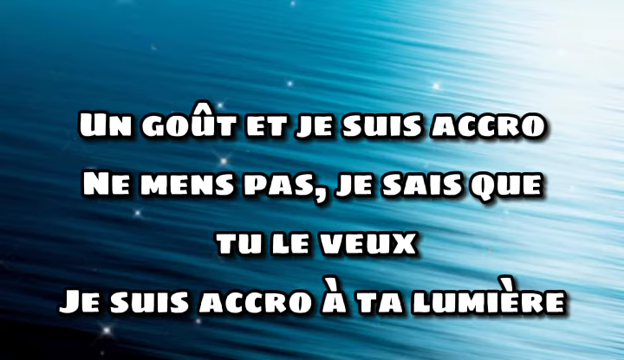 Un goût et je suis accro
Ne mens pas, je sais que
tu le veux
Je suis accro à ta lumière